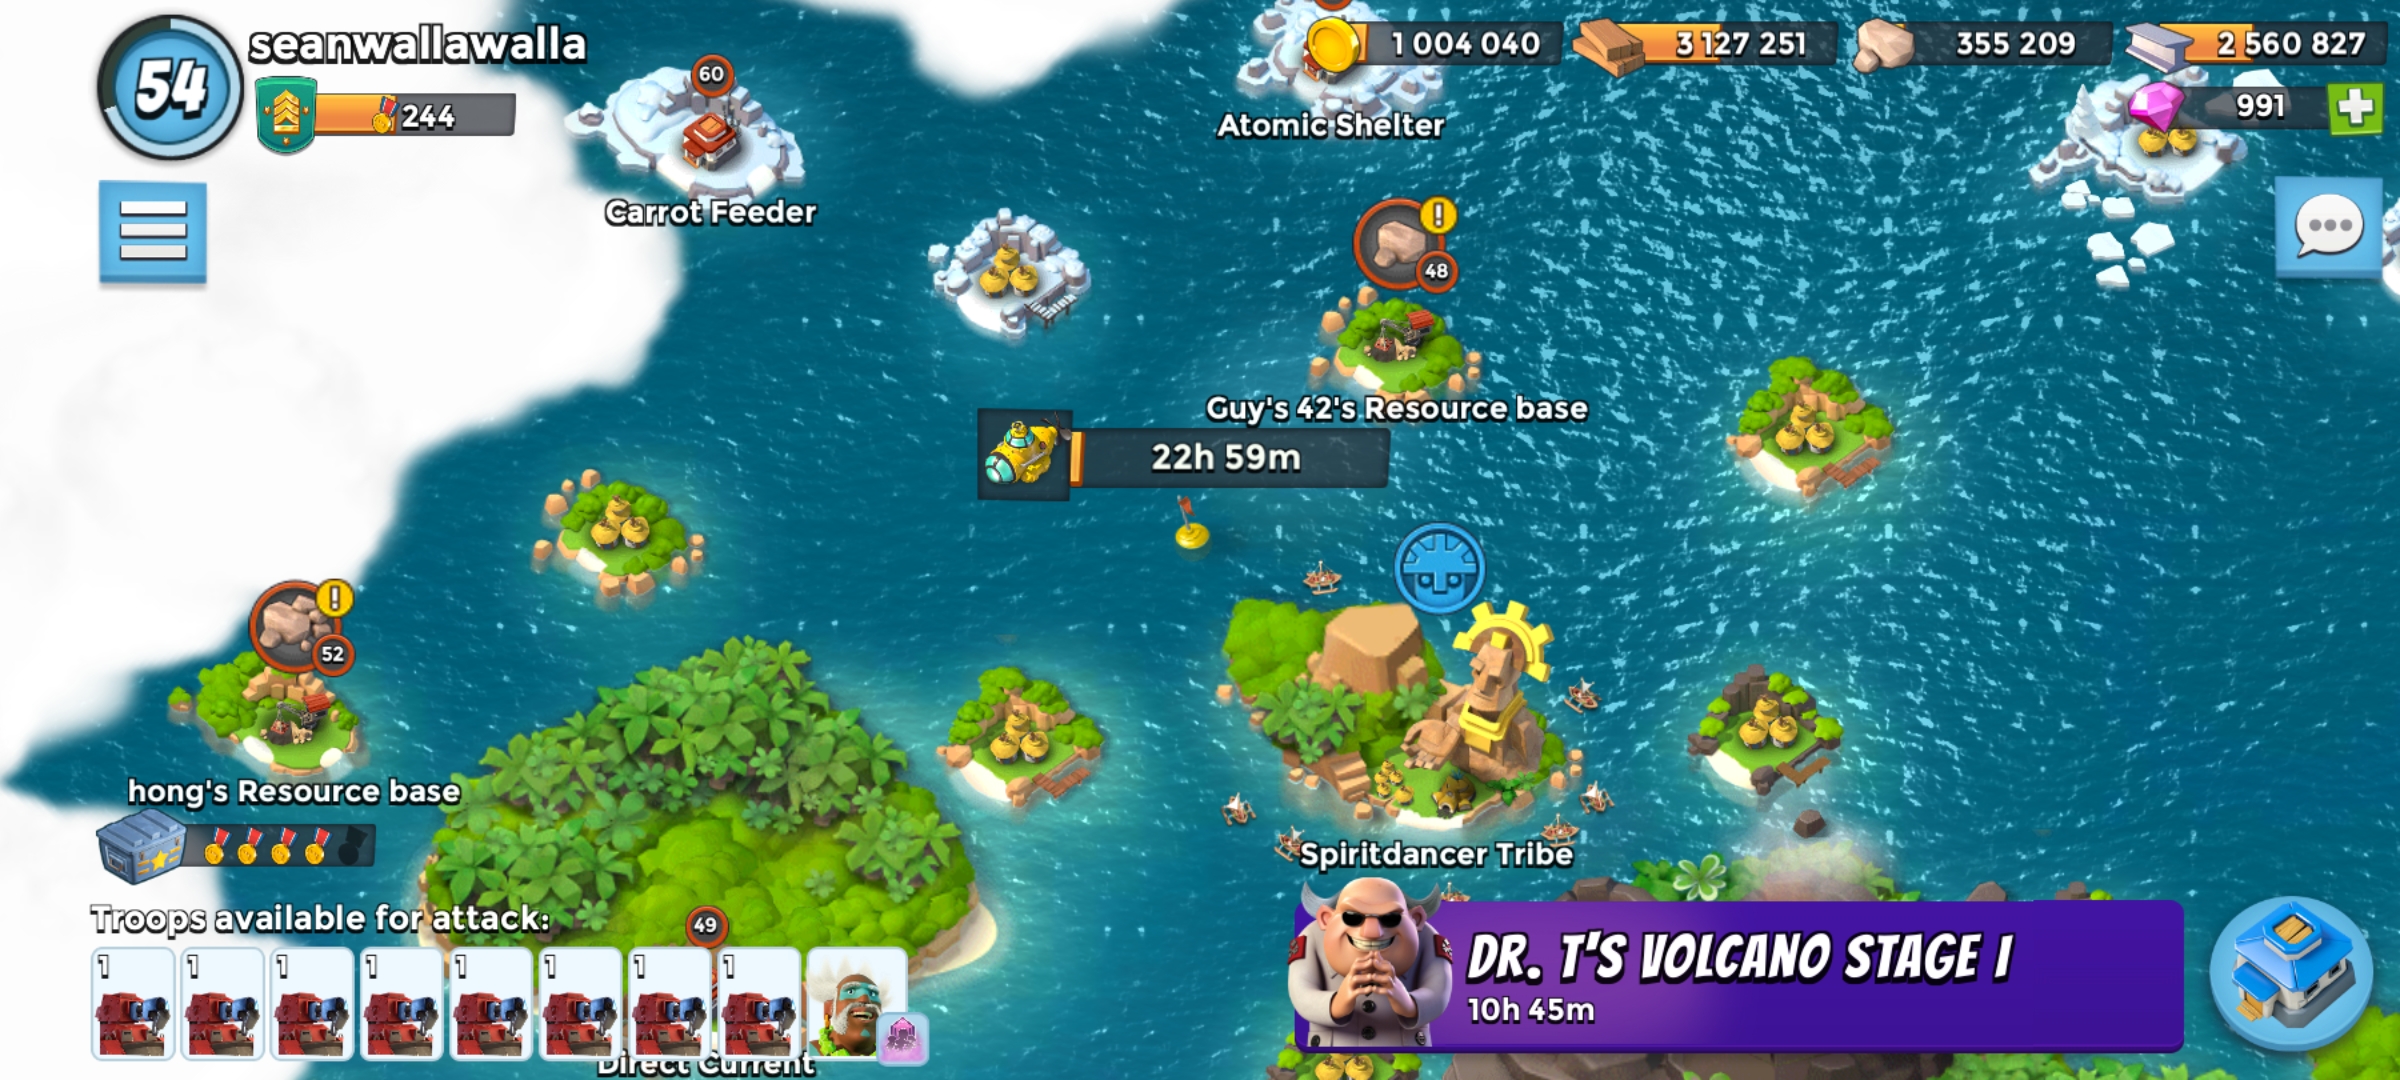 54
seanwallawalla
244
1 004 040
3 127 251
355 209
2 560 827
991
60
Carrot Feeder
Atomic Shelter
!
48
Guy's 42's Resource base
22h 59m
!
52
hong's Resource base
Spiritdancer Tribe
Troops available for attack:
49
1 1 1 1 1 1 1 1
Direct Current
DR. T'S VOLCANO STAGE I
10h 45m